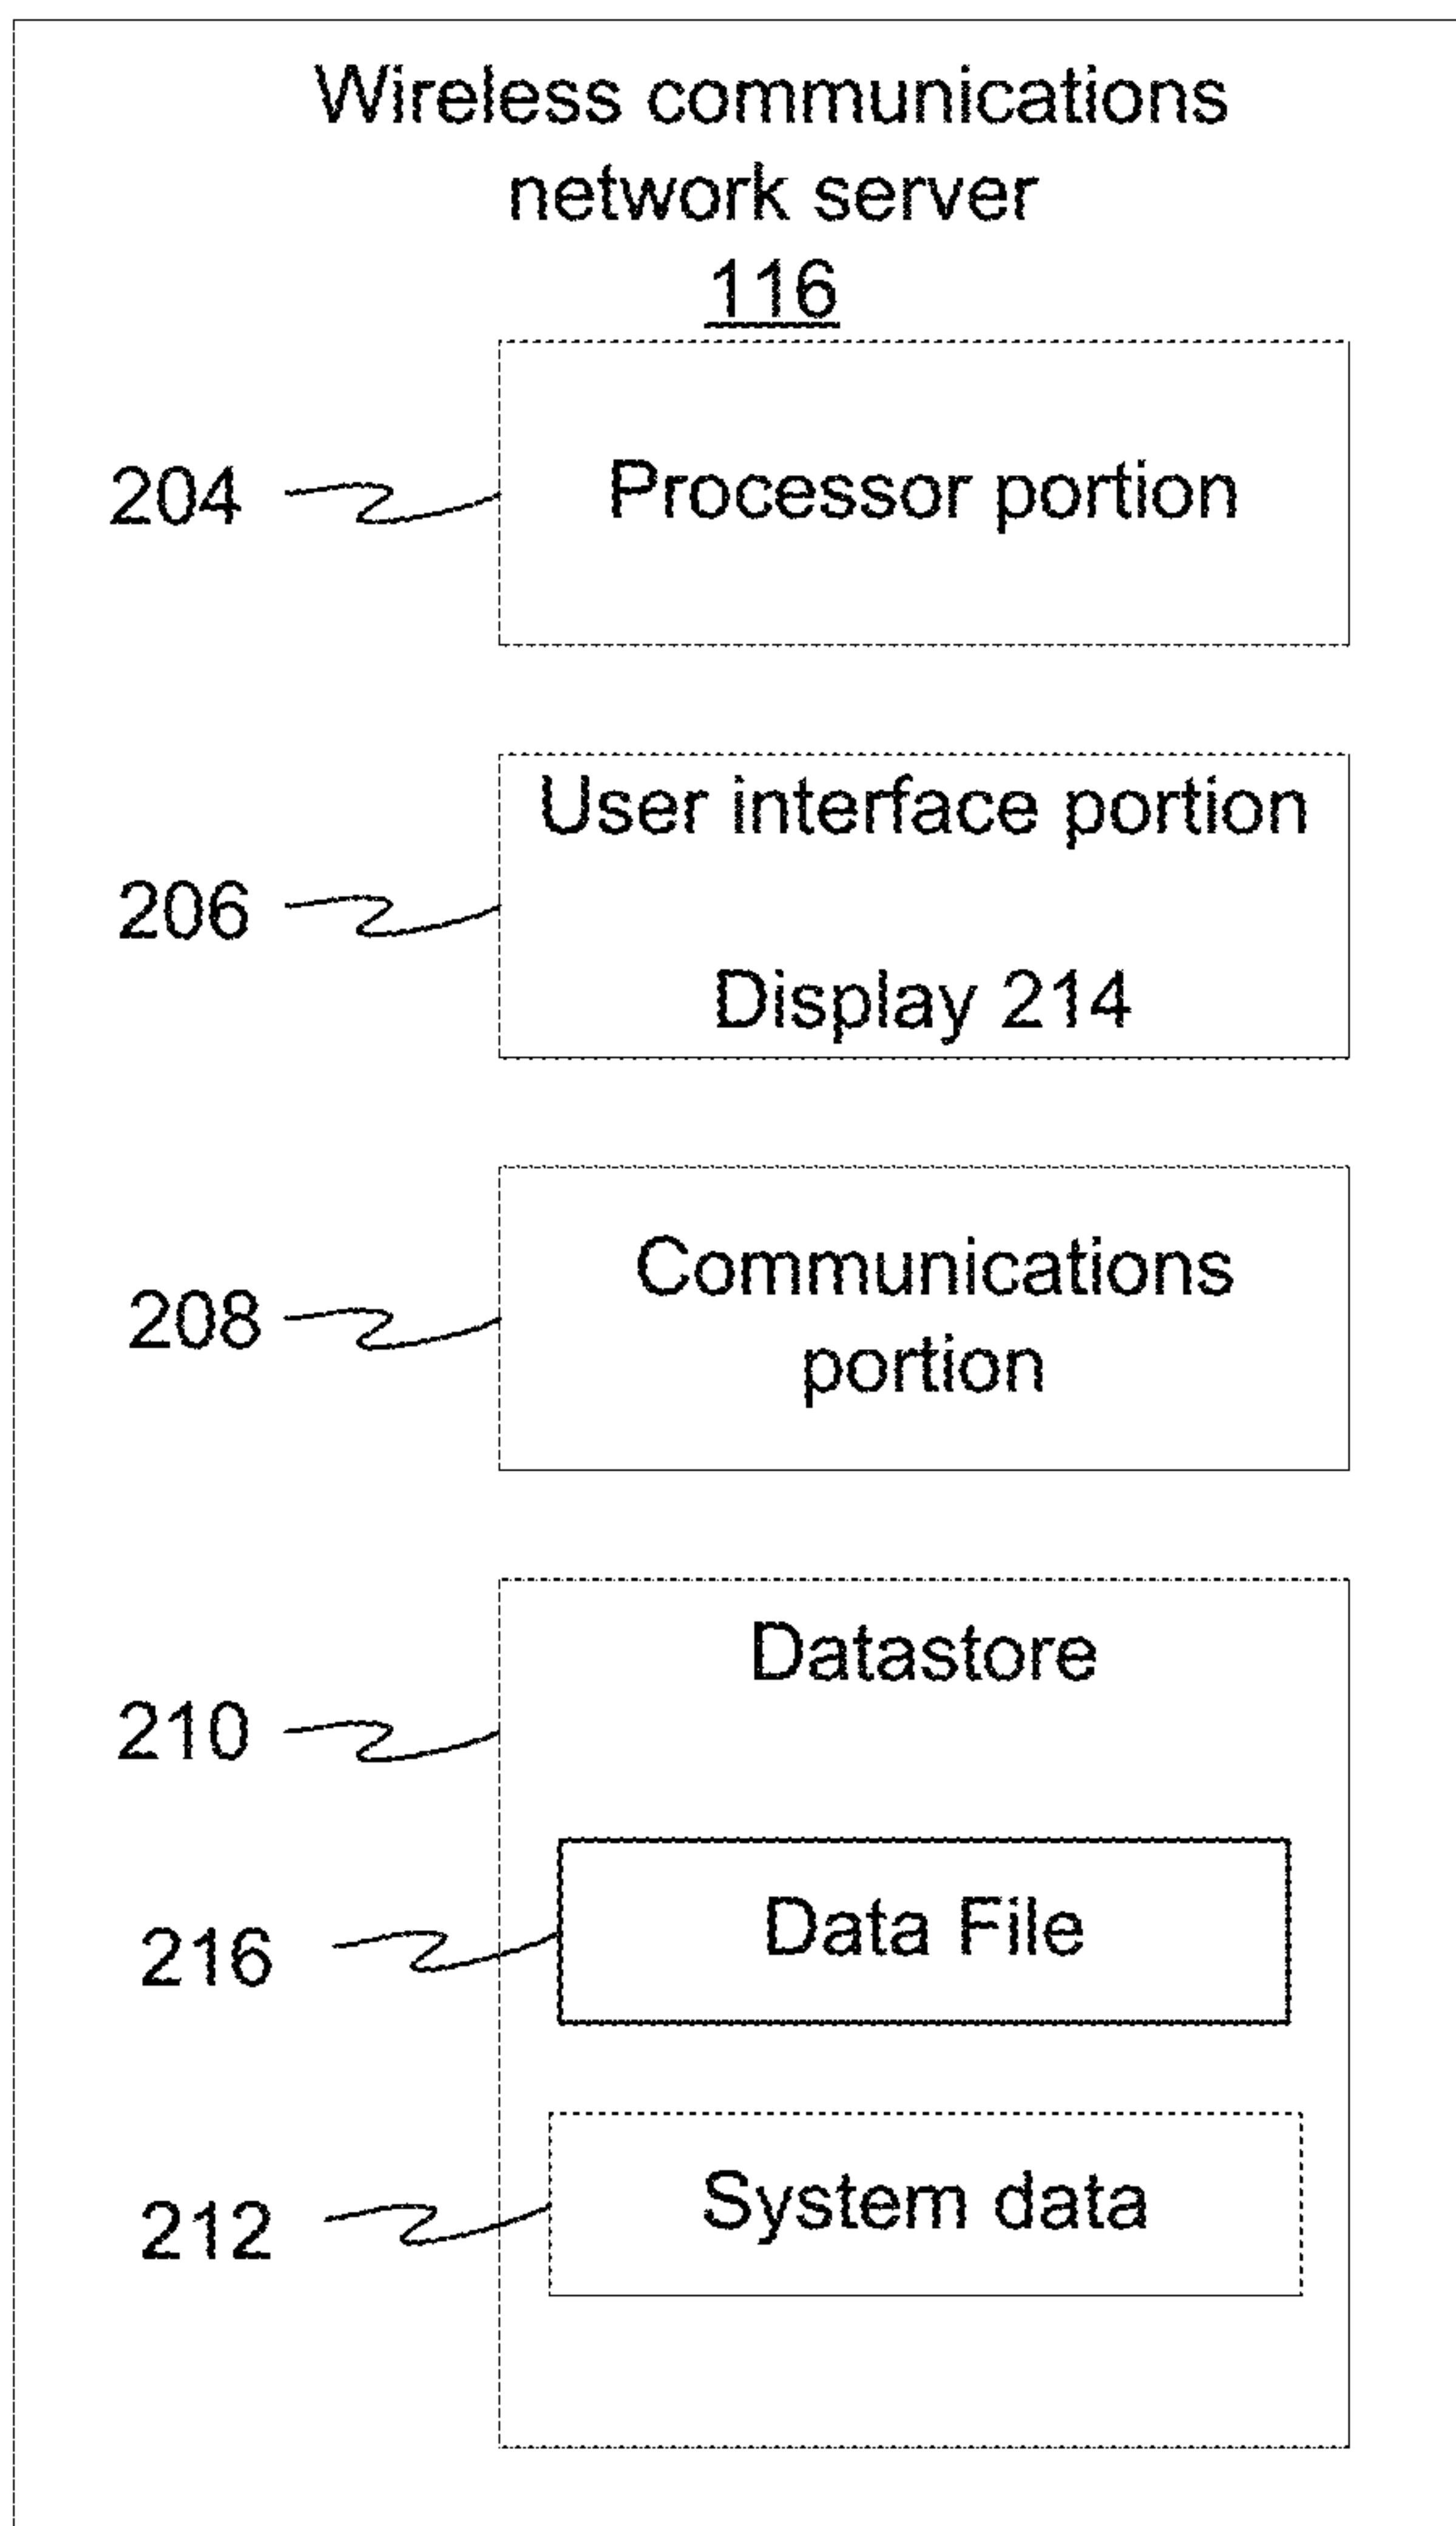 Wireless communications
network server
116
204
Processor portion
User interface portion
206
Display 214
Communications
208
portion
Datastore
210
Data File
216
System data
212